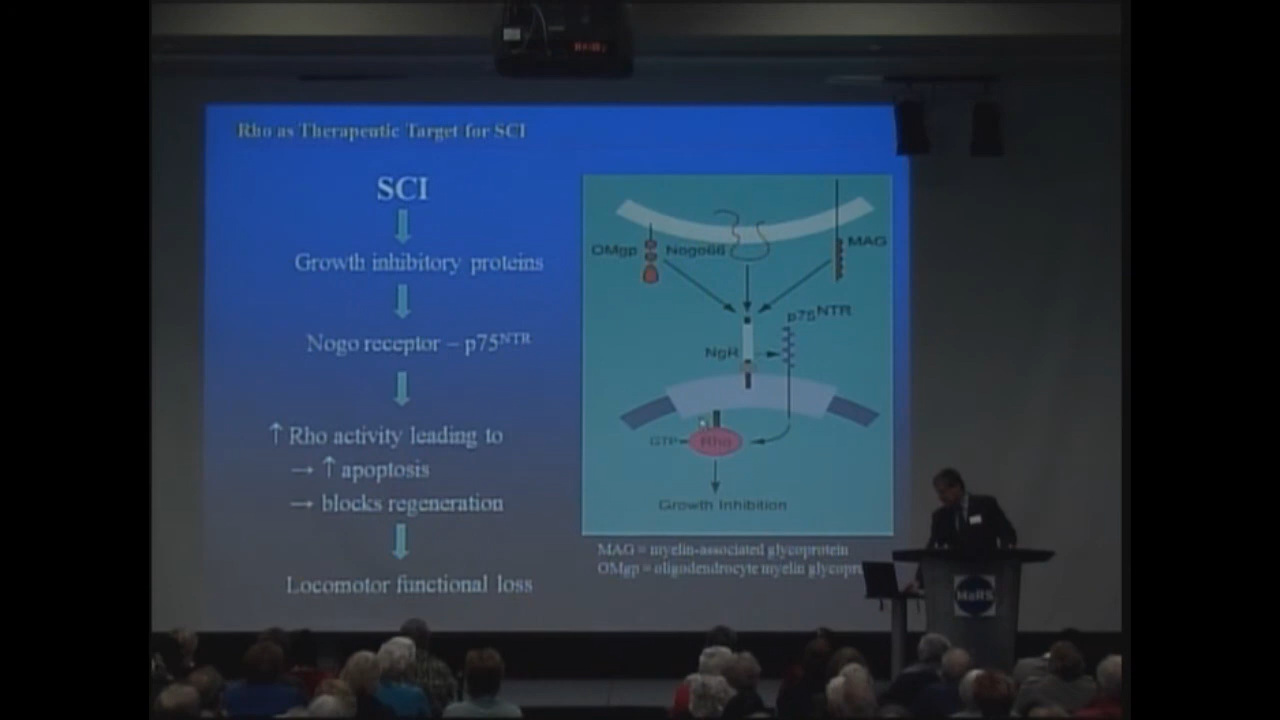 Rho as Therapeutic Target for SCI
SCI
Growth inhibitory proteins
Nogo receptor – p75NTR
↑ Rho activity leading to
→ ↑ apoptosis
→ blocks regeneration
Locomotor functional loss
OMgp
Nogo66
MAG
p75NTR
NgR
GTP
Rho
Growth Inhibition
MAG = myelin-associated glycoprotein
OMgp = oligodendrocyte myelin glycopr
MaRS